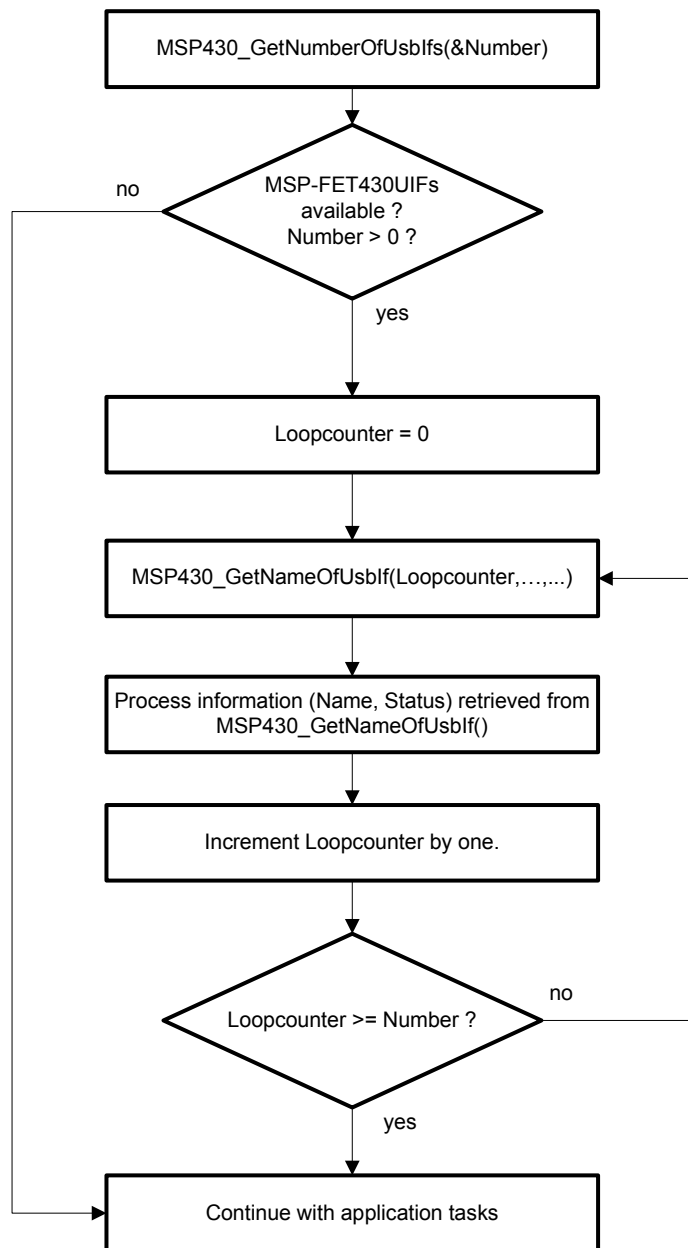 MSP430_GetNumberOfUsbIfs(&Number)
no
MSP-FET430UIFs
available ?
Number > 0 ?
yes
Loopcounter = 0
MSP430_GetNameOfUsbIf(Loopcounter,…,...)
Process information (Name, Status) retrieved from
MSP430_GetNameOfUsbIf()
Increment Loopcounter by one.
Loopcounter >= Number ?
no
yes
Continue with application tasks